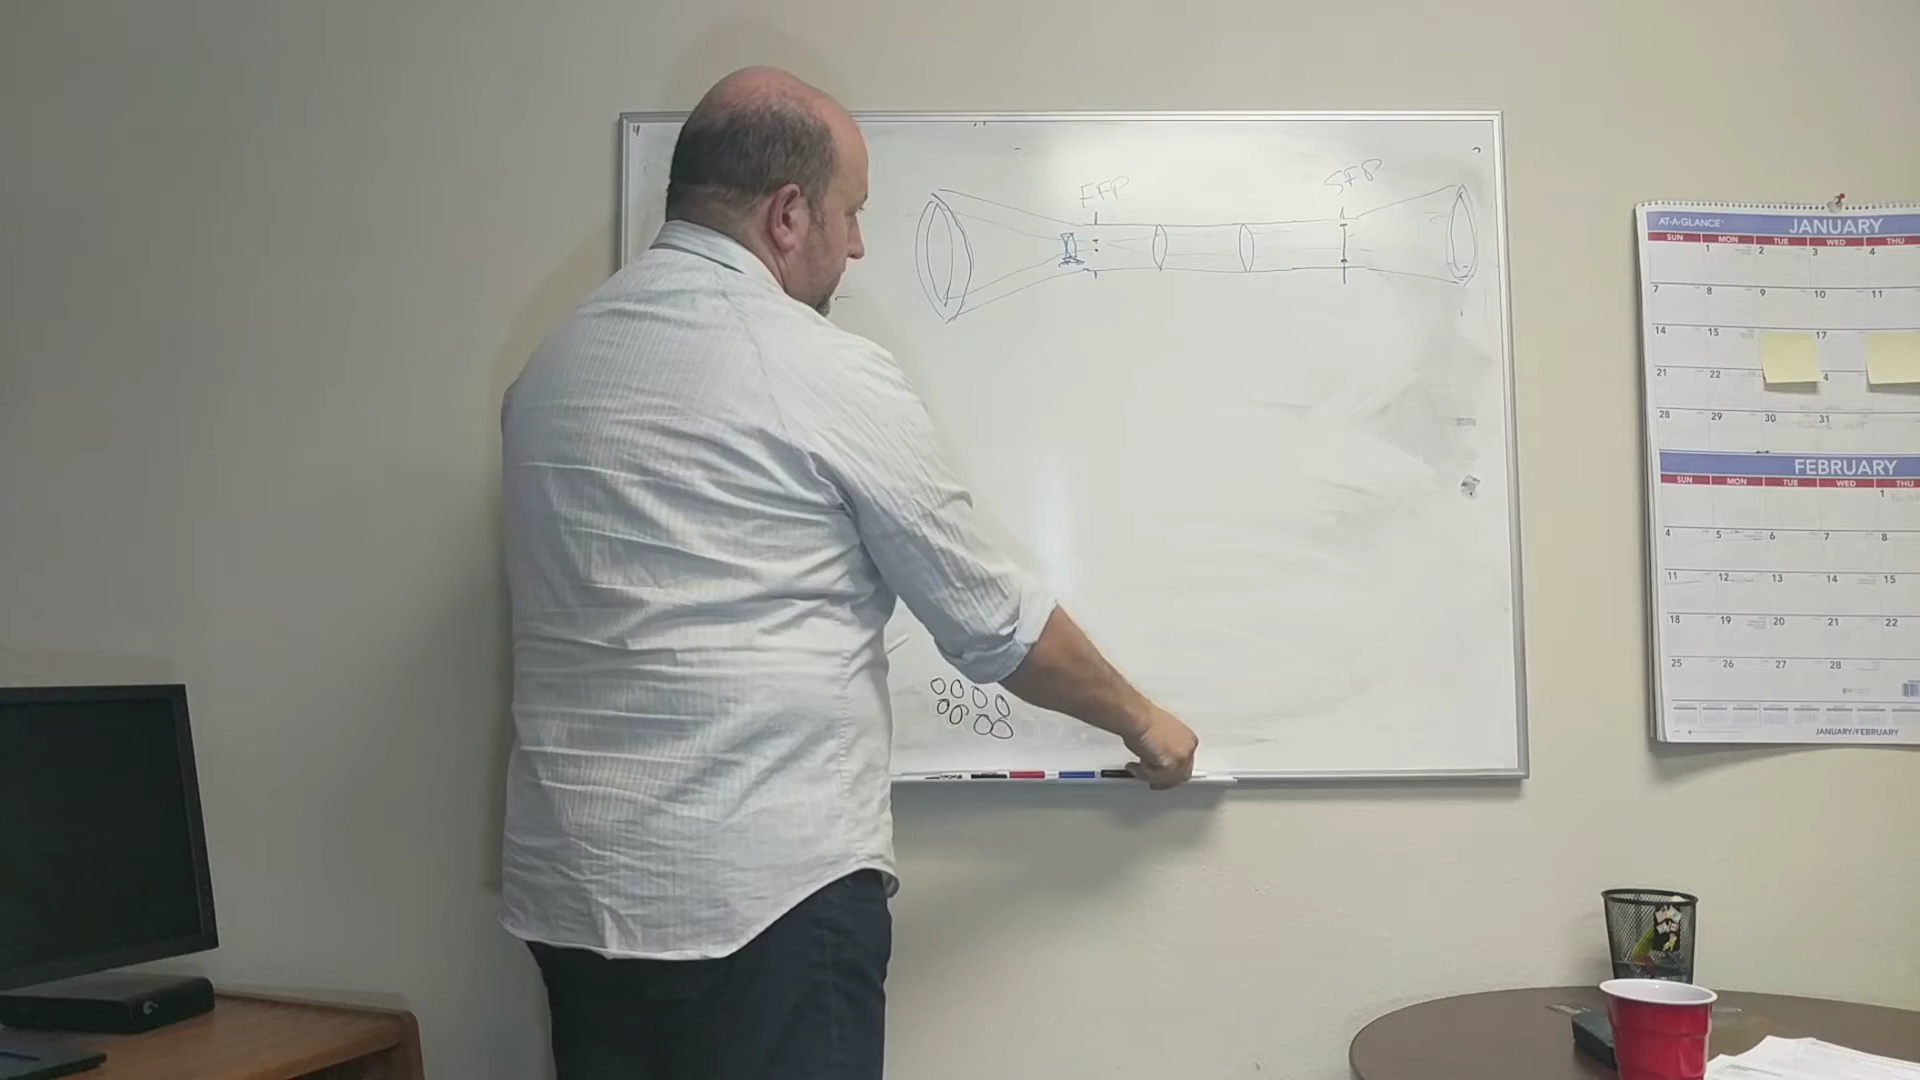 FFP
SFP
AT-A-GLANCE
JANUARY
SUN MON TUE WED THU
1 2 3 4
7 8 9 10 11
14 15 17
21 22 4
28 29 30 31
FEBRUARY
SUN MON TUE WED THU
1
4 5 6 7 8
11 12 13 14 15
18 19 20 21 22
25 26 27 28
JANUARY/FEBRUARY